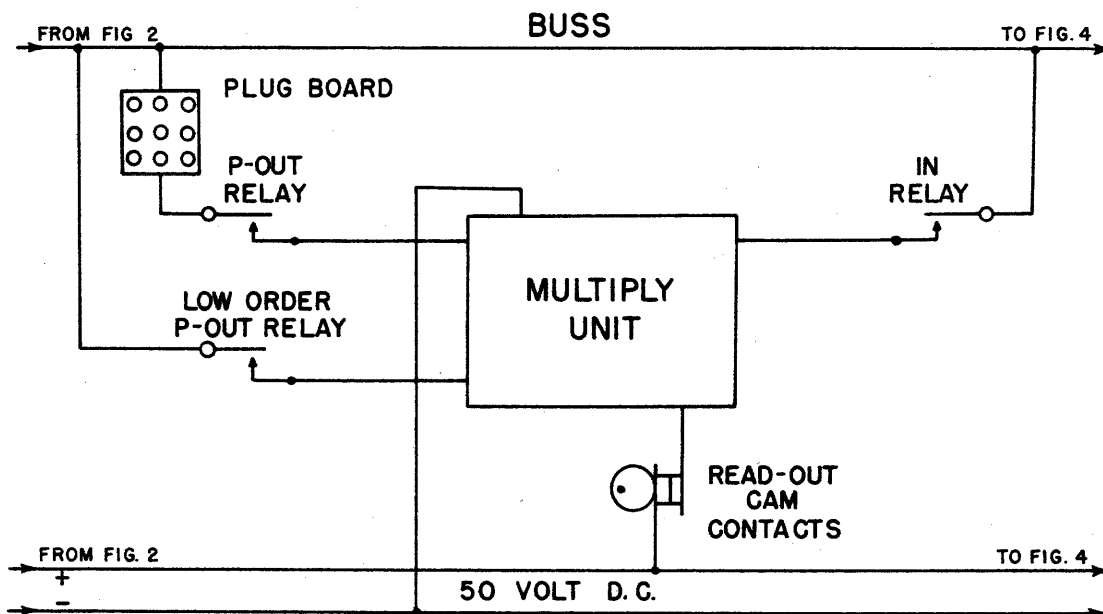 BUSS
FROM FIG 2
TO FIG. 4
PLUG BOARD
P-OUT
RELAY
IN
RELAY
LOW ORDER
P-OUT RELAY
MULTIPLY
UNIT
READ-OUT
CAM
CONTACTS
FROM FIG. 2
TO FIG. 4
+
50 VOLT D.C.
-